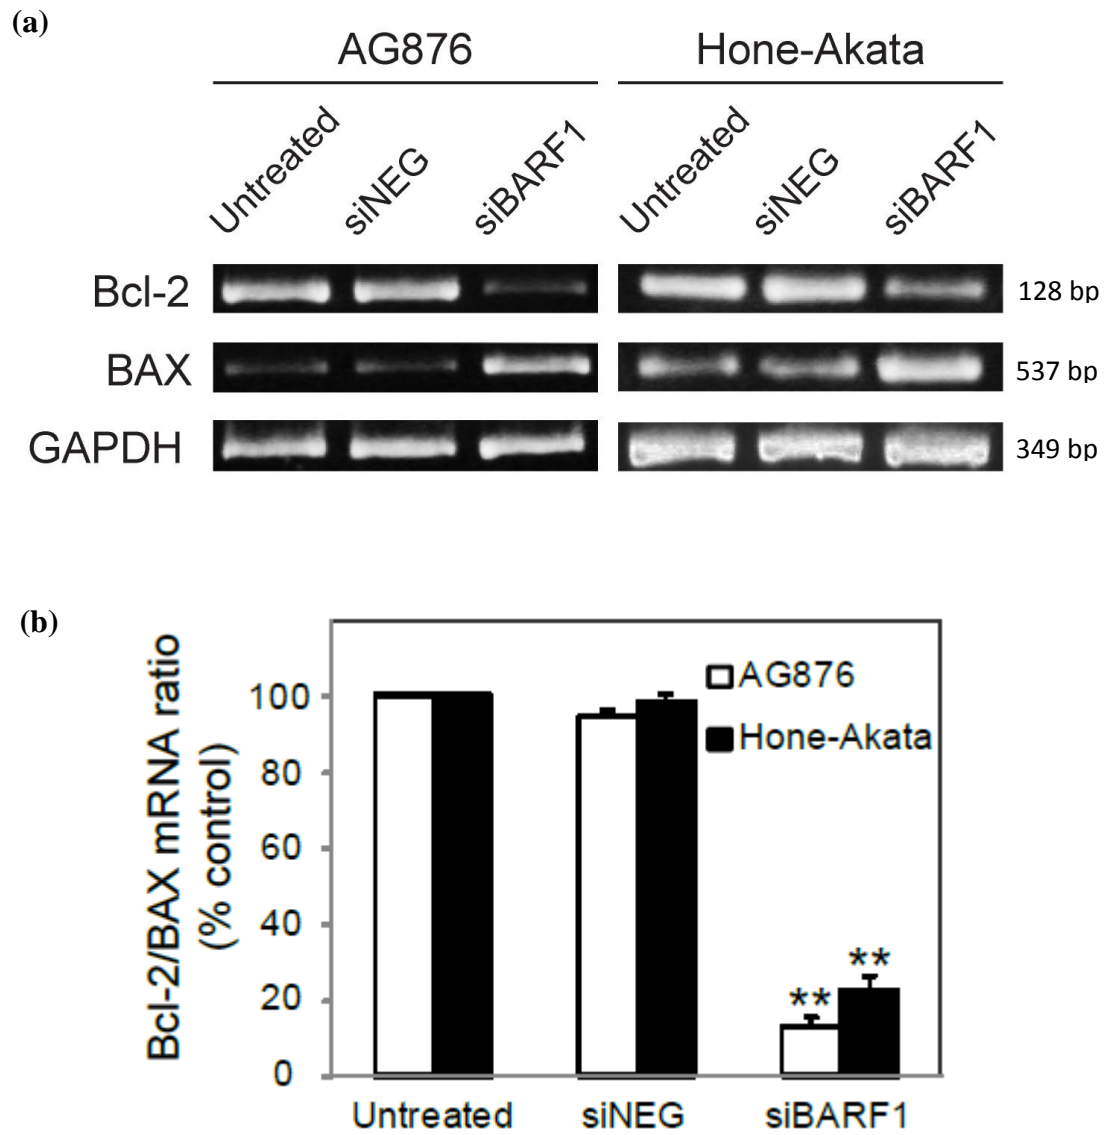 (a)
AG876 Hone-Akata
Untreated siNEG siBARF1 Untreated siNEG siBARF1
Bcl-2 128 bp
BAX 537 bp
GAPDH 349 bp
(b)
Bcl-2/BAX mRNA ratio
(% control)
100
80
60
40
20
0
AG876
Hone-Akata
** **
Untreated siNEG siBARF1